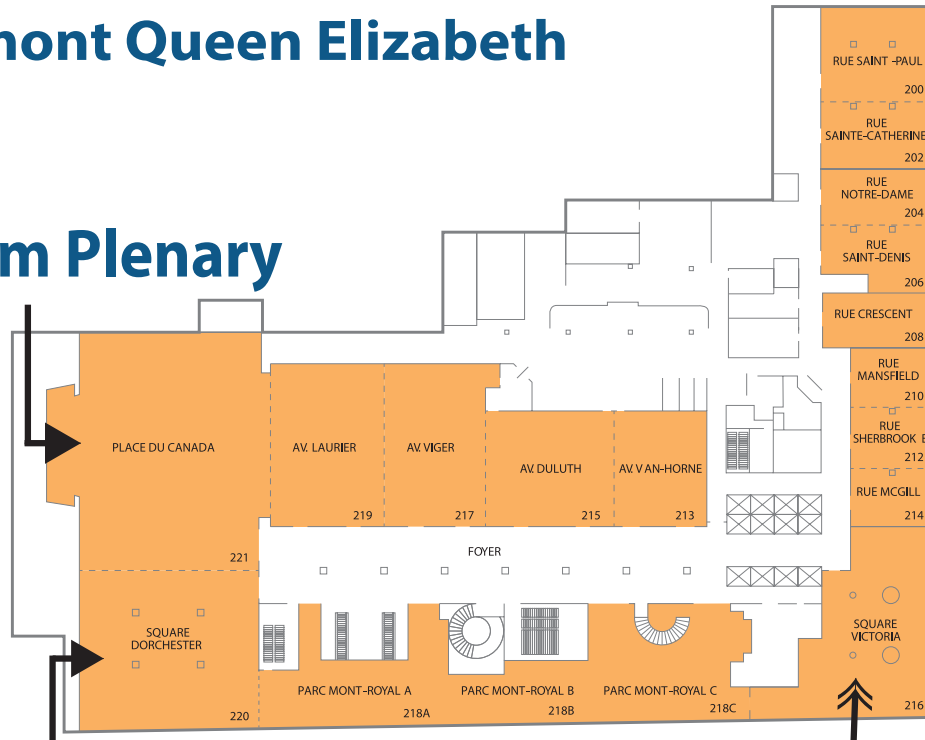 mont Queen Elizabeth
m Plenary
RUE SAINT -PAUL
200
RUE
SAINTE-CATHERINE
202
RUE
NOTRE-DAME
204
RUE
SAINT-DENIS
206
RUE CRESCENT
208
RUE
MANSFIELD
210
RUE
SHERBROOK E
212
RUE MCGILL
214
PLACE DU CANADA
221
AV. LAURIER
219
AV. VIGER
217
AV. DULUTH
215
AV. V AN-HORNE
213
FOYER
SQUARE
DORCHESTER
220
PARC MONT-ROYAL A
218A
PARC MONT-ROYAL B
218B
PARC MONT-ROYAL C
218C
SQUARE
VICTORIA
216